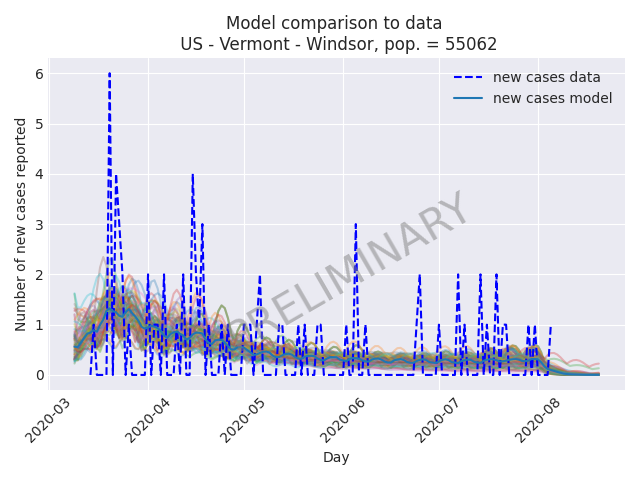 Model comparison to data
US - Vermont - Windsor, pop. = 55062
new cases data
new cases model
PRELIMINARY
Number of new cases reported
6
5
4
3
2
1
0
2020-03
2020-04
2020-05
2020-06
2020-07
2020-08
Day